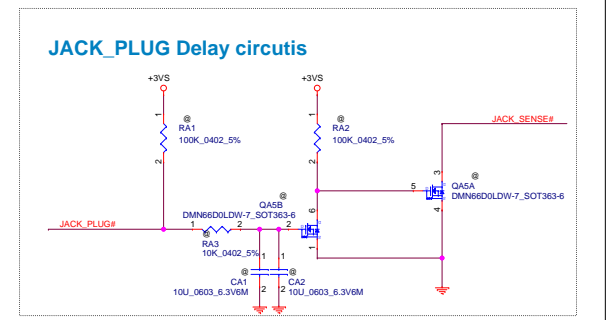 JACK_PLUG Delay circutis
+3VS
+3VS
@
RA1
100K_0402_5%
1
2
@
RA2
100K_0402_5%
1
2
JACK_SENSE#
3
@
QA5A
DMN66D0LDW-7_SOT363-6
5
4
@
QA5B
DMN66D0LDW-7_SOT363-6
6
2
1
JACK_PLUG#
1
2
@
RA3
10K_0402_5%
1
1
@
CA1
10U_0603_6.3V6M
2
@
CA2
10U_0603_6.3V6M
2